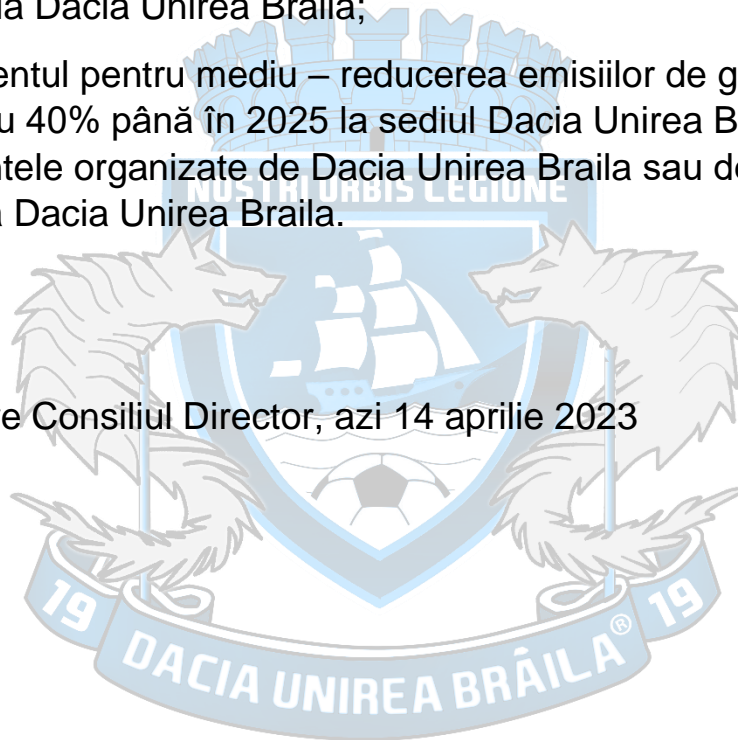 la Dacia Unirea Braila;
entul pentru mediu – reducerea emisiilor de g
u 40% până în 2025 la sediul Dacia Unirea B
ntele organizate de Dacia Unirea Braila sau de
NOSTRI URBIS LEGIONE
a Dacia Unirea Braila.
e Consiliul Director, azi 14 aprilie 2023
19 19
DACIA UNIREA BRĂILA®